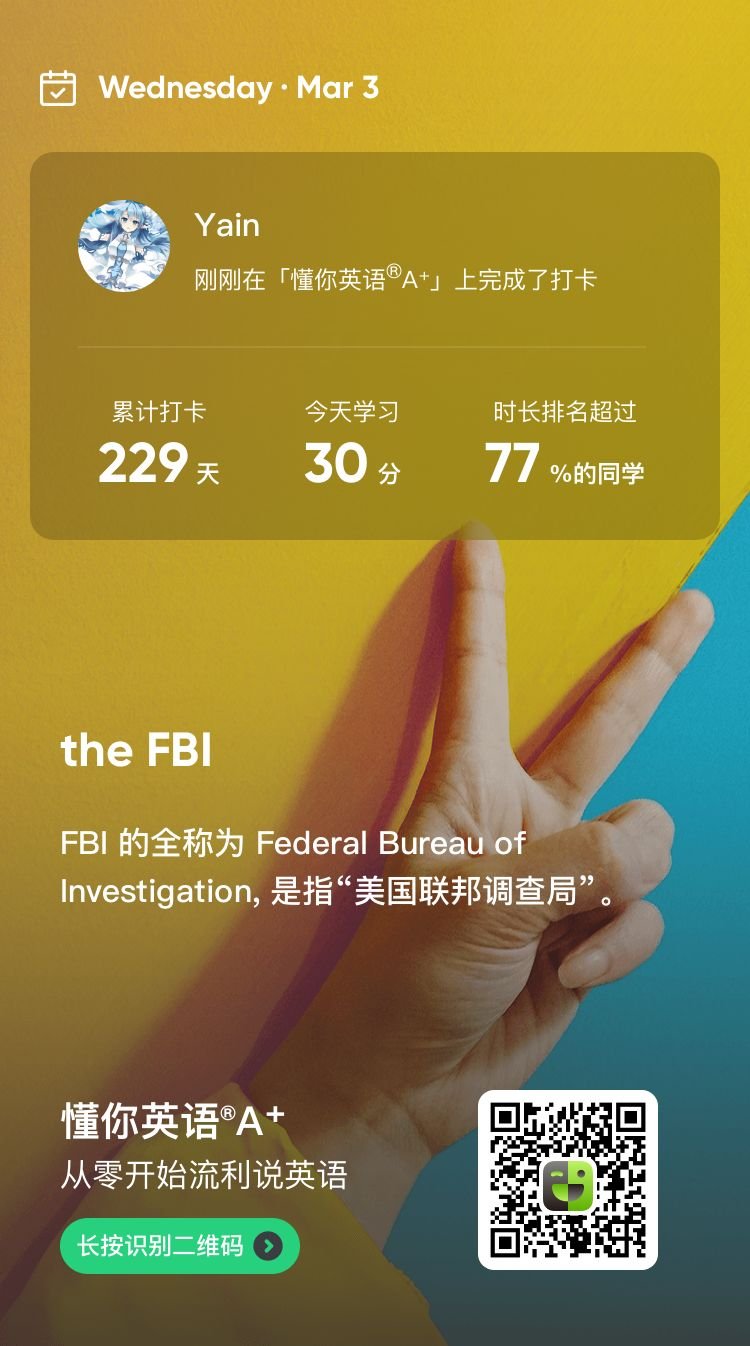 Wednesday · Mar 3
Yain
刚刚在「懂你英语®A⁺」上完成了打卡
累计打卡 今天学习 时长排名超过
229 天 30 分 77 %的同学
the FBI
FBI 的全称为 Federal Bureau of
Investigation, 是指“美国联邦调查局”。
懂你英语®A⁺
从零开始流利说英语
长按识别二维码